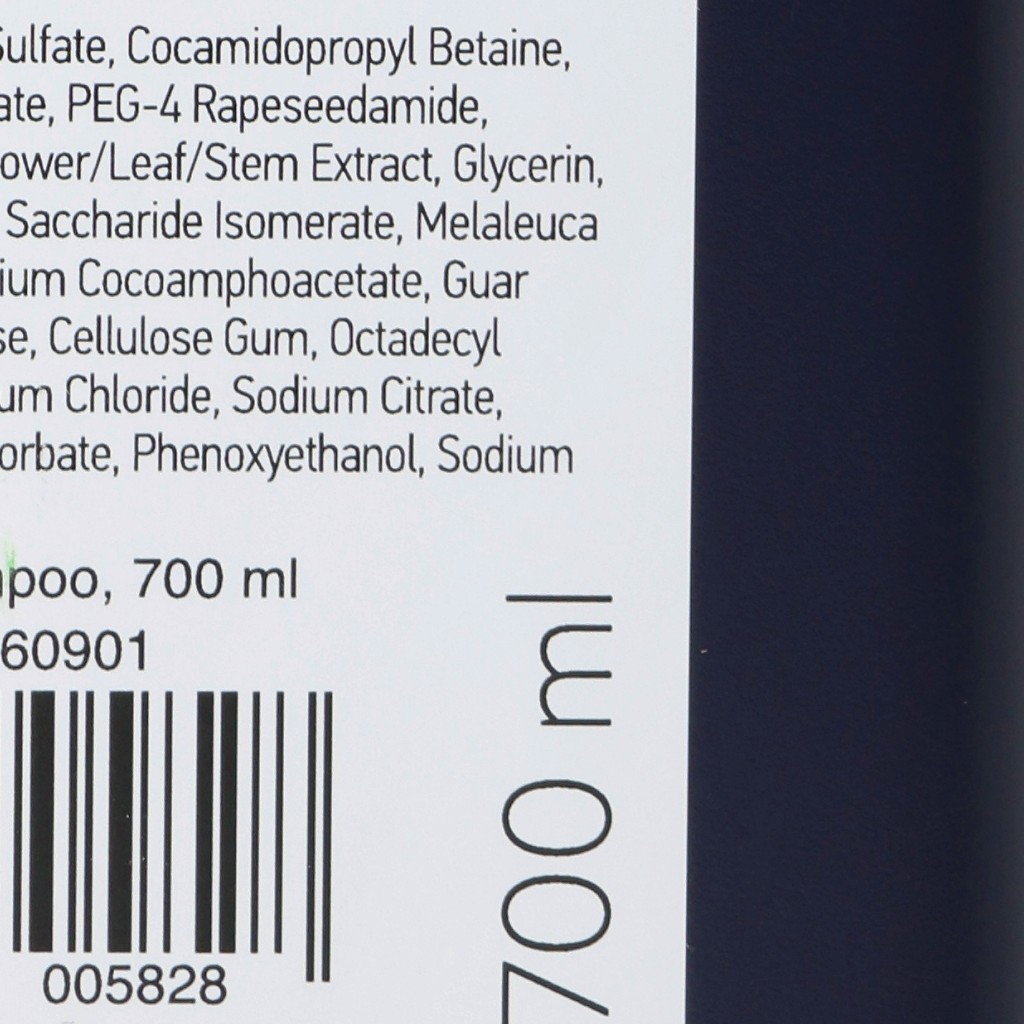 Sulfate, Cocamidopropyl Betaine,
ate, PEG-4 Rapeseedamide,
ower/Leaf/Stem Extract, Glycerin,
Saccharide Isomerate, Melaleuca
ium Cocoamphoacetate, Guar
se, Cellulose Gum, Octadecyl
um Chloride, Sodium Citrate,
orbate, Phenoxyethanol, Sodium
poo, 700 ml
60901
005828
700 ml